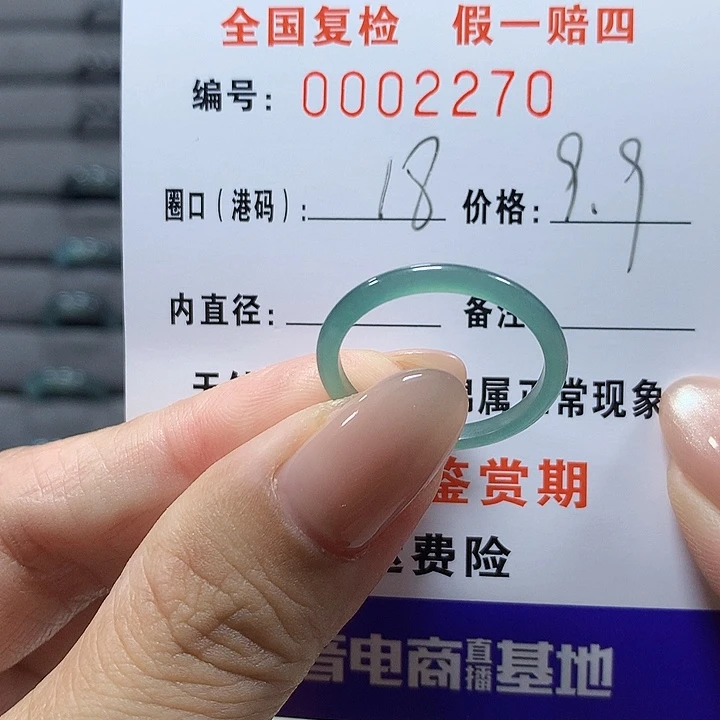 全国复检 假一赔四
编号: 0002270
圈口(港码): 18 价格: 9.9
内直径: 备注
属正常现象
鉴赏期
费险
音电商直播基地